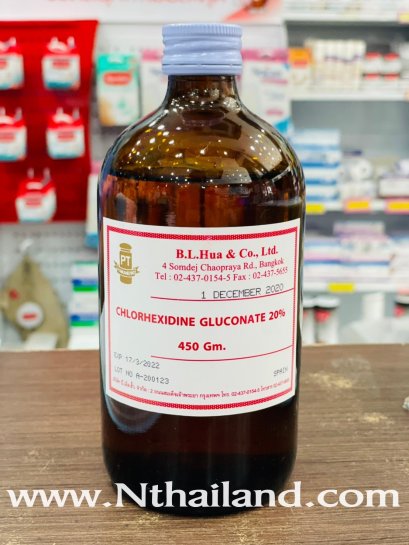 PT
B.L.Hua & Co., Ltd.
4 Somdej Chaopraya Rd., Bangkok
Tel : 02-437-0154-5 Fax : 02-437-5655
1 DECEMBER 2020
CHLORHEXIDINE GLUCONATE 20%
450 Gm.
EXP 17/3/2022
LOT NO A-200123
SPAIN
www.Nthailand.com